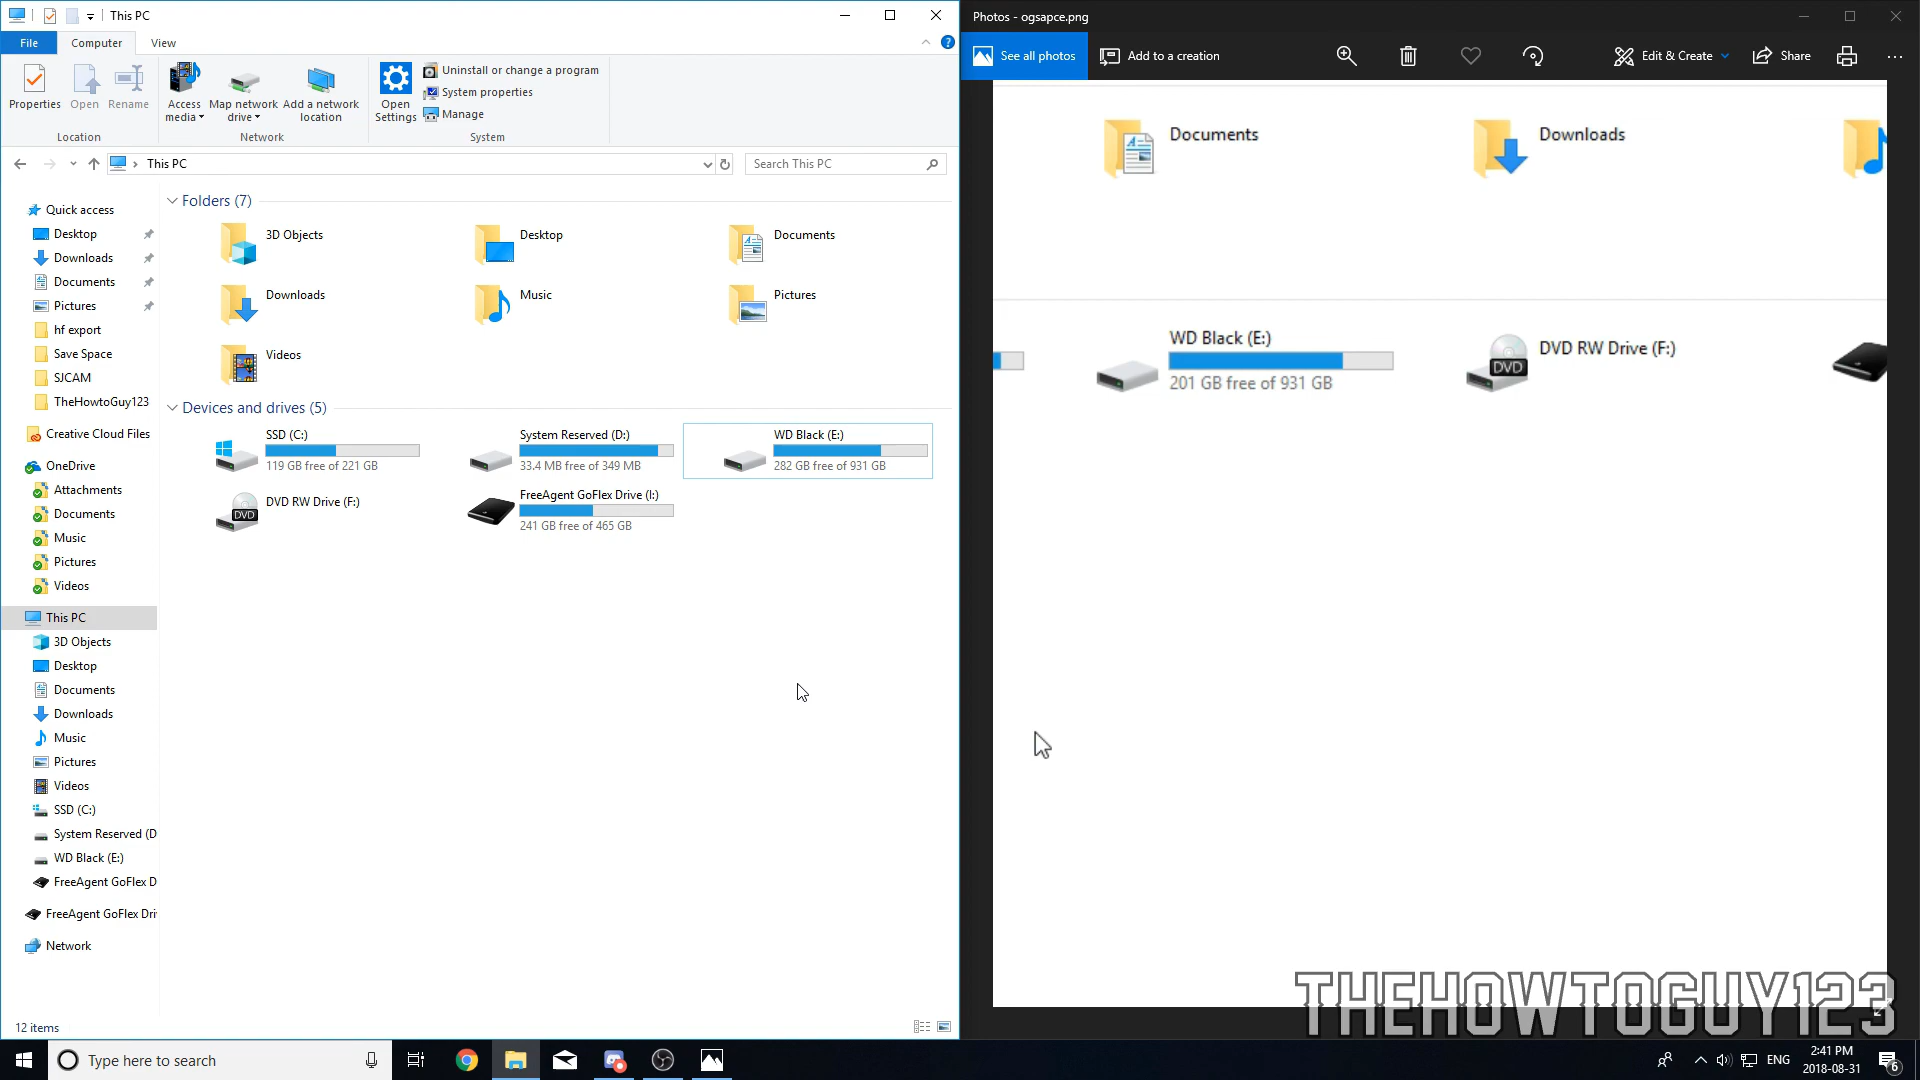 This PC
File
Computer
View
Properties
Open
Rename
Access media
Map network drive
Add a network location
Open Settings
Uninstall or change a program
System properties
Manage
Location
Network
System
This PC
Search This PC
Quick access
Desktop
Downloads
Documents
Pictures
hf export
Save Space
SJCAM
TheHowtoGuy123
Creative Cloud Files
OneDrive
Attachments
Documents
Music
Pictures
Videos
This PC
3D Objects
Desktop
Documents
Downloads
Music
Pictures
Videos
SSD (C:)
System Reserved (D
WD Black (E:)
FreeAgent GoFlex D
FreeAgent GoFlex Dri
Network
Folders (7)
3D Objects
Desktop
Documents
Downloads
Music
Pictures
Videos
Devices and drives (5)
SSD (C:)
119 GB free of 221 GB
System Reserved (D:)
33.4 MB free of 349 MB
WD Black (E:)
282 GB free of 931 GB
DVD RW Drive (F:)
DVD
FreeAgent GoFlex Drive (I:)
241 GB free of 465 GB
12 items
Photos - ogsapce.png
See all photos
Add to a creation
Edit & Create
Share
Documents
Downloads
WD Black (E:)
201 GB free of 931 GB
DVD
DVD RW Drive (F:)
THEHOWTOGUY123
Type here to search
ENG
2:41 PM
2018-08-31
6